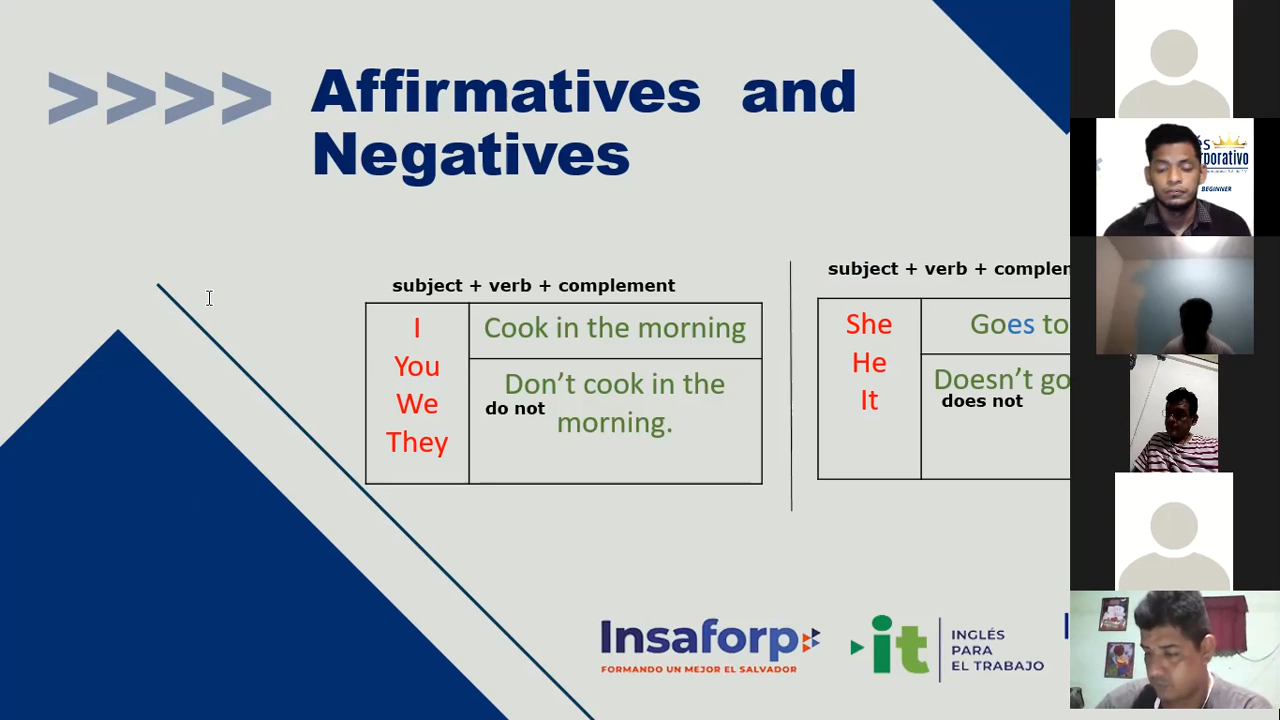 >>>> Affirmatives and
Negatives
subject + verb + complement
I
You
We
They
Cook in the morning
Don't cook in the
do not
morning.
subject + verb + complem
She
He
It
Goes to
Doesn't go
does not
Insaforp
FORMANDO UN MEJOR EL SALVADOR
it
INGLÉS
PARA
EL TRABAJO
és
rporativo
BEGINNER